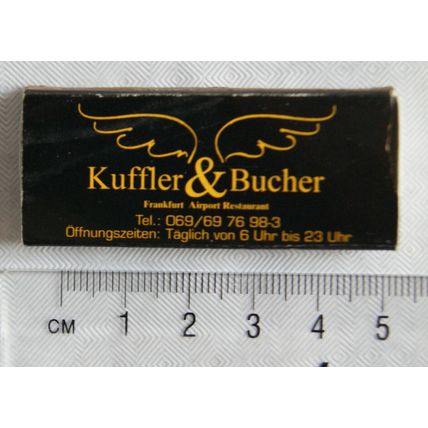 Kuffler & Bucher
Frankfurt Airport Restaurant
Tel.: 069/69 76 98-3
Öffnungszeiten: Täglich von 6 Uhr bis 23 Uhr
CM 1 2 3 4 5